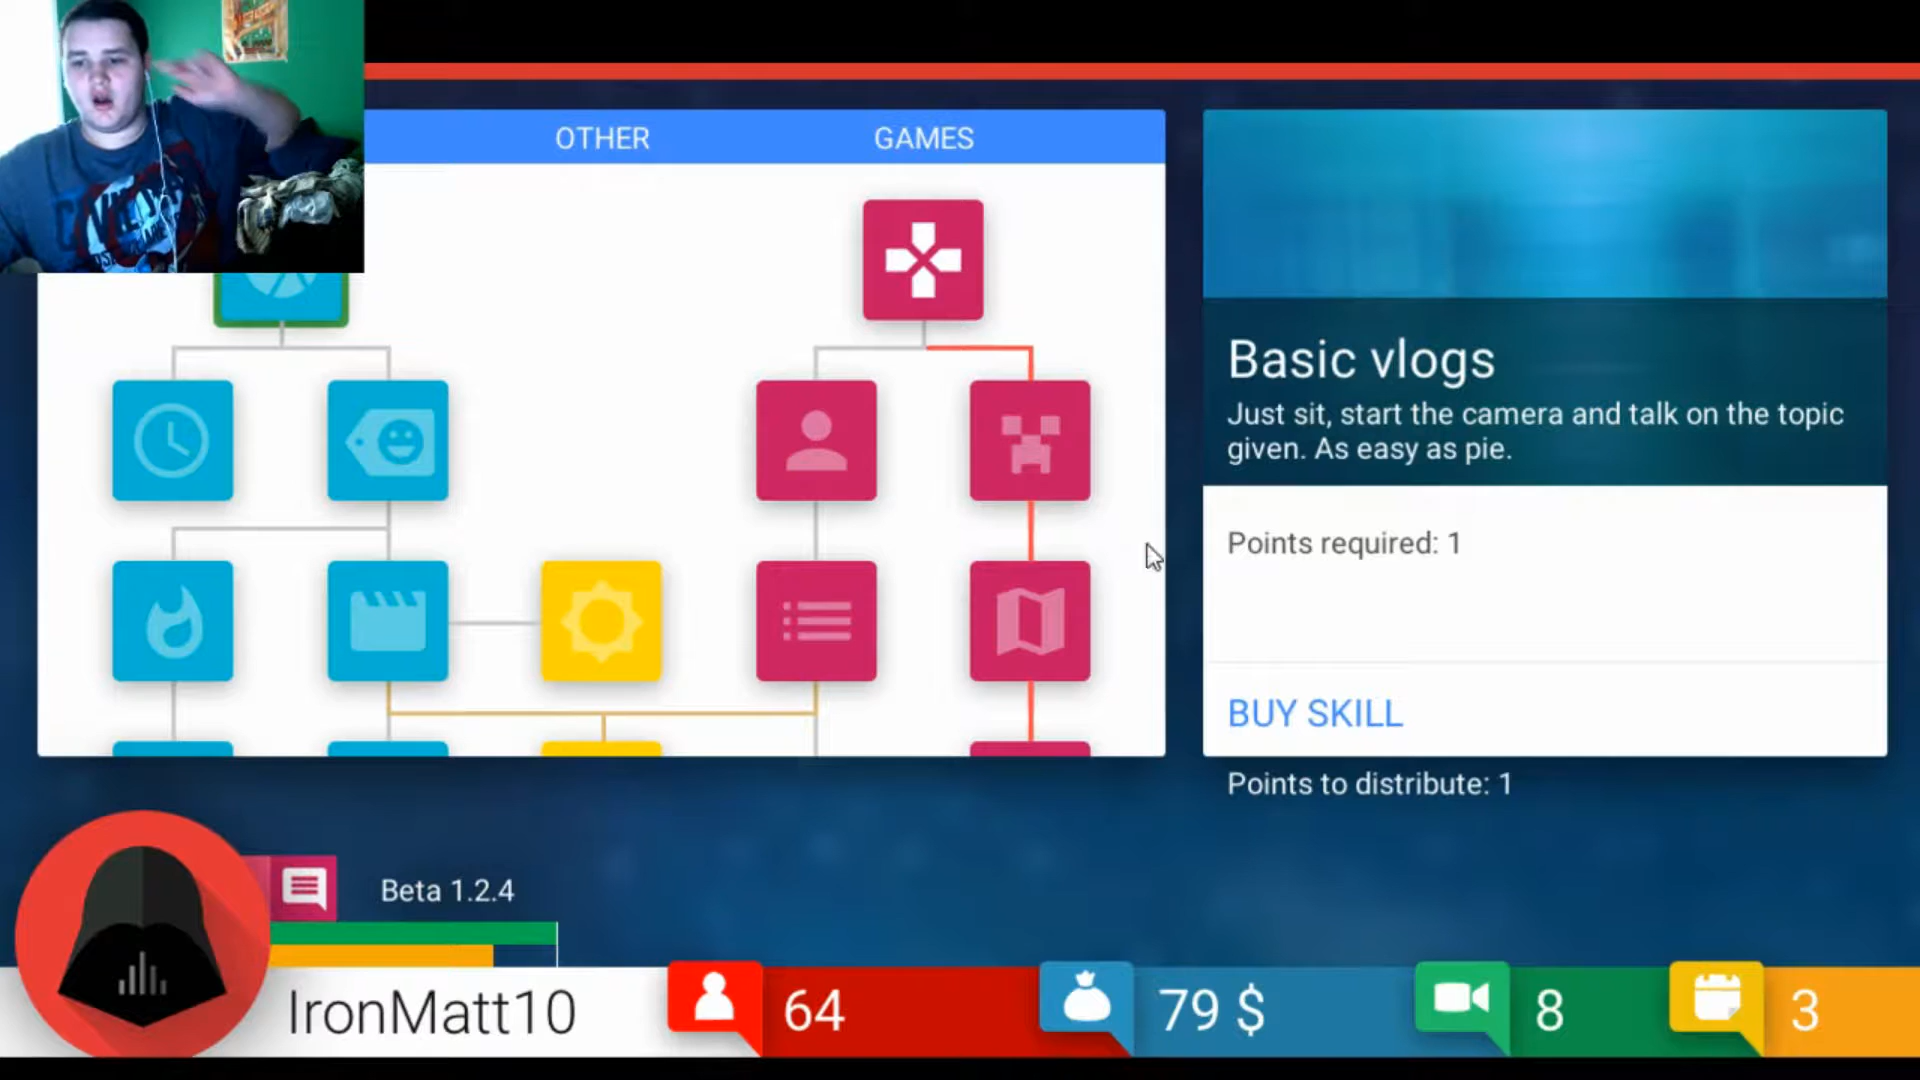 OTHER
GAMES
Basic vlogs
Just sit, start the camera and talk on the topic
given. As easy as pie.
Points required: 1
BUY SKILL
Points to distribute: 1
Beta 1.2.4
IronMatt10
64
79 $
8
3